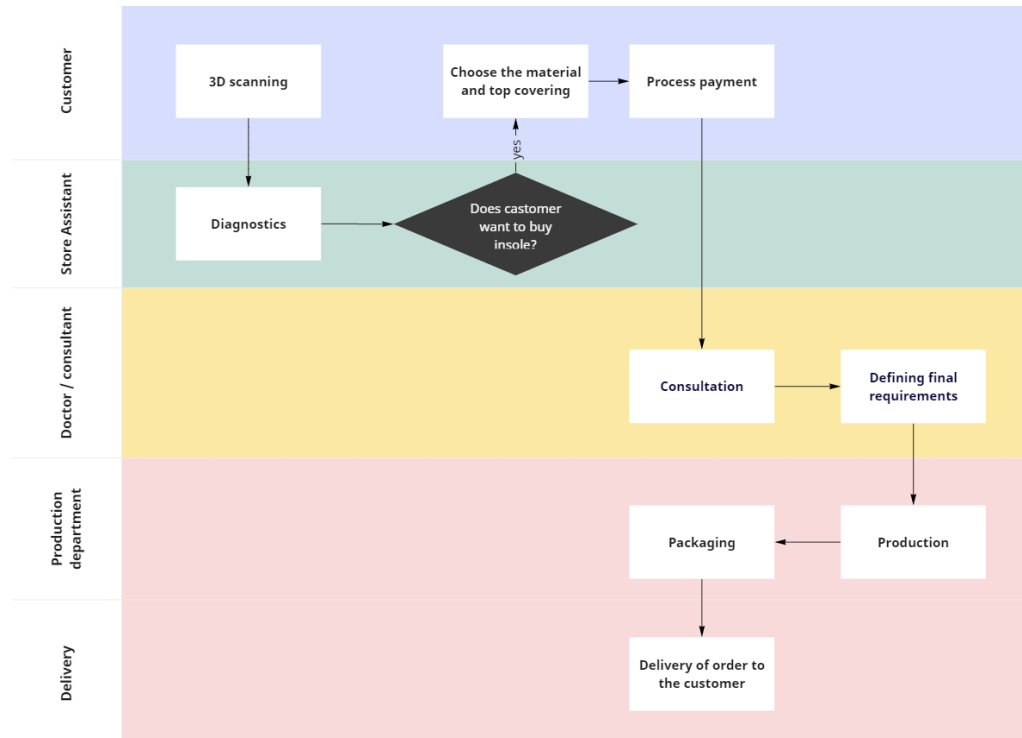 Customer
3D scanning
Choose the material
and top covering
Process payment
yes
Store Assistant
Diagnostics
Does castomer
want to buy
insole?
Doctor / consultant
Consultation
Defining final
requirements
Production
department
Packaging
Production
Delivery
Delivery of order to
the customer